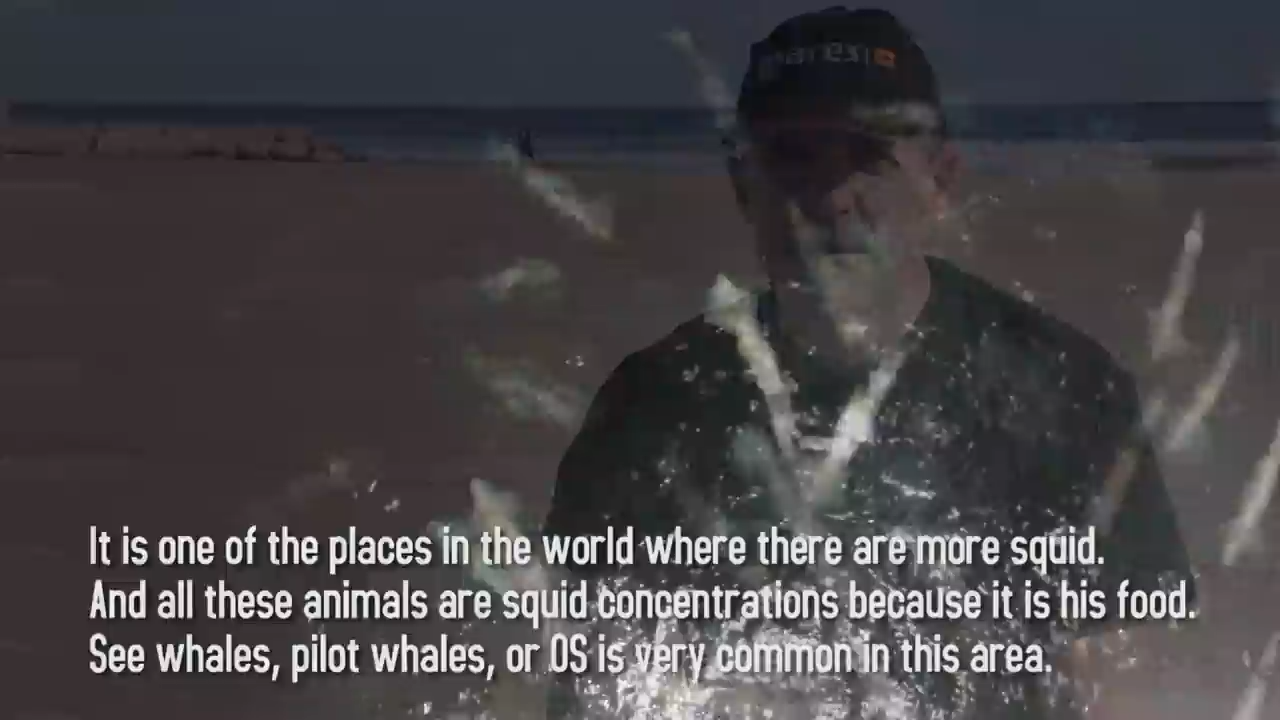 mares
It is one of the places in the world where there are more squid.
And all these animals are squid concentrations because it is his food.
See whales, pilot whales, or OS is very common in this area.